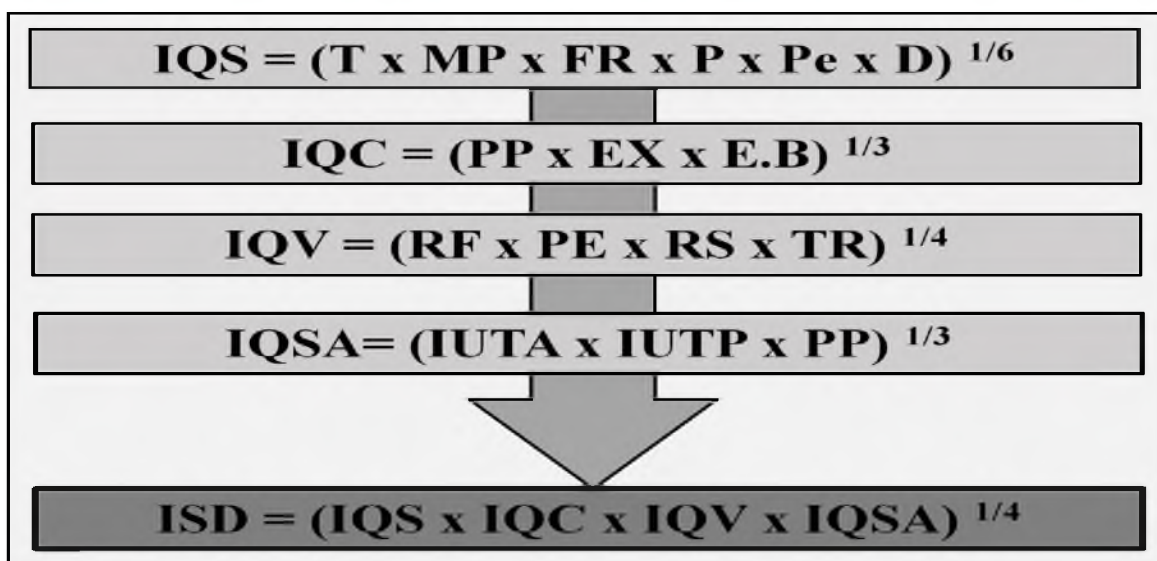 IQS = (T x MP x FR x P x Pe x D) 1/6
IQC = (PP x EX x E.B) 1/3
IQV = (RF x PE x RS x TR) 1/4
IQSA= (IUTA x IUTP x PP) 1/3
ISD = (IQS x IQC x IQV x IQSA) 1/4